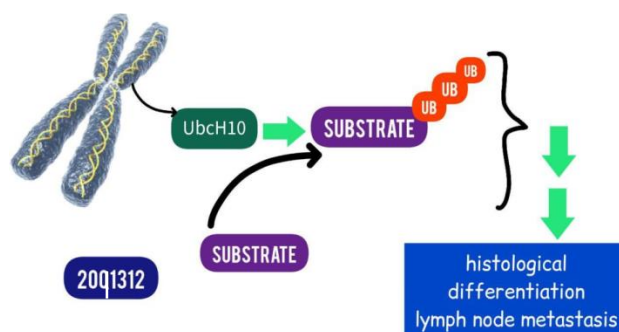 UbcH10
SUBSTRATE
UB
UB
UB
SUBSTRATE
20q1312
histological
differentiation
lymph node metastasis